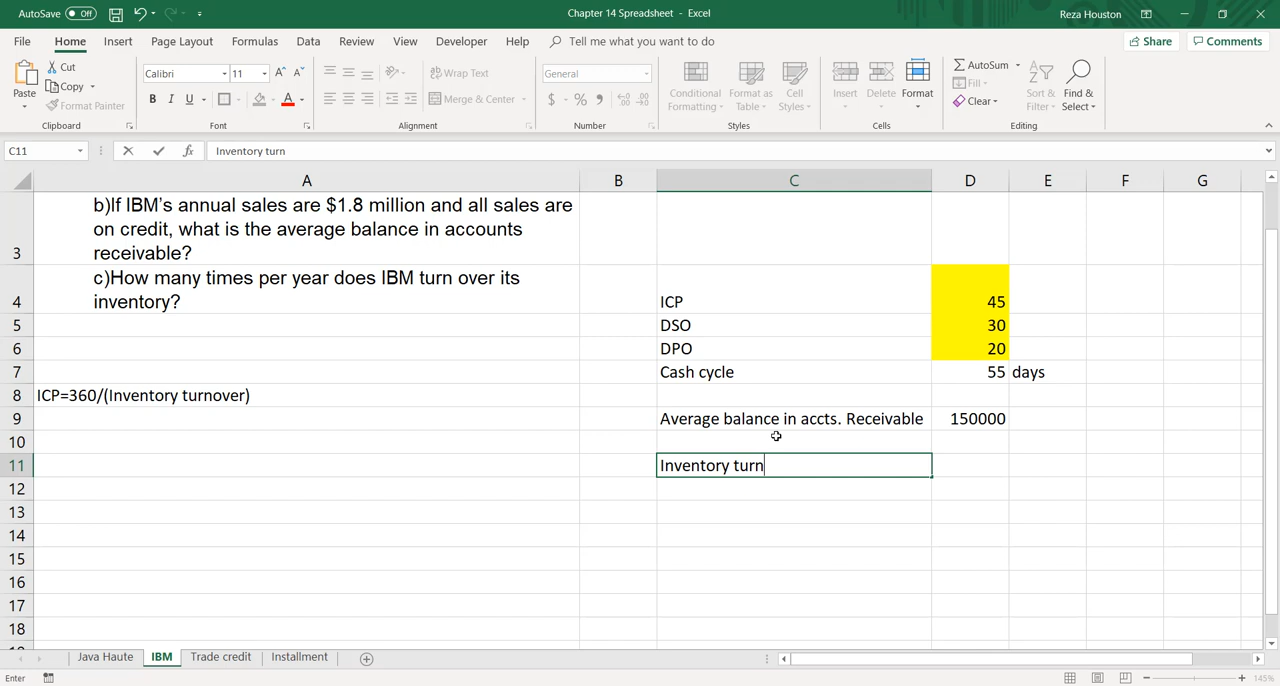 AutoSave Off
Chapter 14 Spreadsheet - Excel
Reza Houston
File Home Insert Page Layout Formulas Data Review View Developer Help Tell me what you want to do
Share Comments
Paste
Cut
Copy
Format Painter
Clipboard
Calibri 11
B I U
Font
Wrap Text
Merge & Center
Alignment
General
$ % ,
Number
Conditional Formatting
Format as Table
Cell Styles
Styles
Insert Delete Format
Cells
AutoSum
Fill
Clear
Sort & Filter
Find & Select
Editing
C11 fx Inventory turn
A B C D E F G
b)If IBM’s annual sales are $1.8 million and all sales are
on credit, what is the average balance in accounts
3 receivable?
c)How many times per year does IBM turn over its
4 inventory? ICP 45
5 DSO 30
6 DPO 20
7 Cash cycle 55 days
8 ICP=360/(Inventory turnover)
9 Average balance in accts. Receivable 150000
10
11 Inventory turn
12
13
14
15
16
17
18
Java Haute IBM Trade credit Installment
Enter
145%